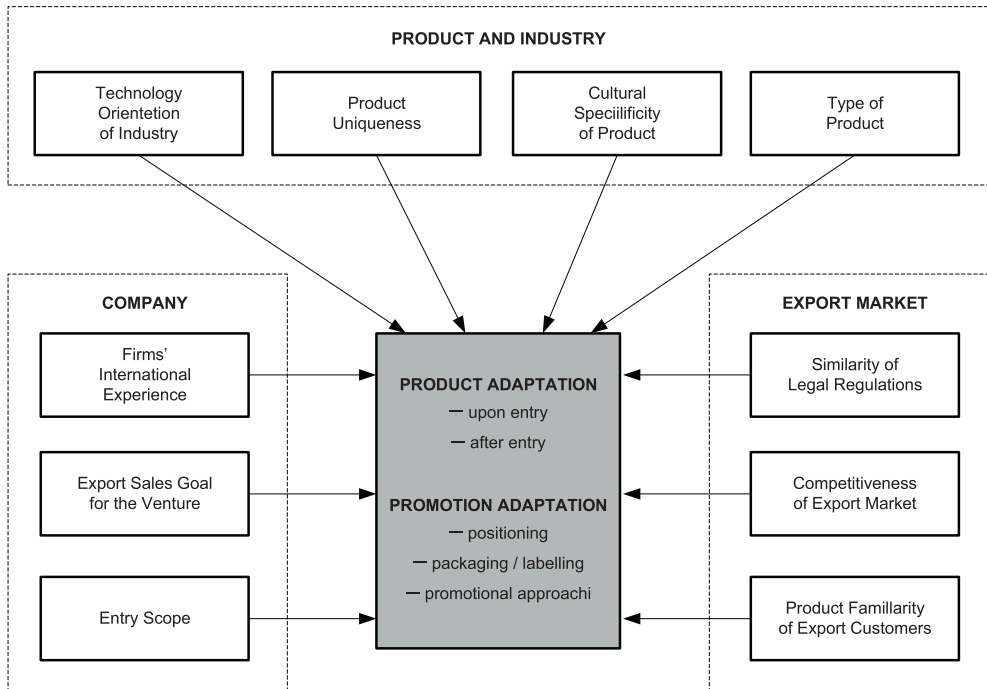 PRODUCT AND INDUSTRY
Technology
Orientetion
of Industry
Product
Uniqueness
Cultural
Speciilificity
of Product
Type of
Product
COMPANY
Firms'
International
Experience
Export Sales Goal
for the Venture
Entry Scope
PRODUCT ADAPTATION
— upon entry
— after entry
PROMOTION ADAPTATION
— positioning
— packaging / labelling
— promotional approachi
EXPORT MARKET
Similarity of
Legal Regulations
Competitiveness
of Export Market
Product Famillarity
of Export Customers